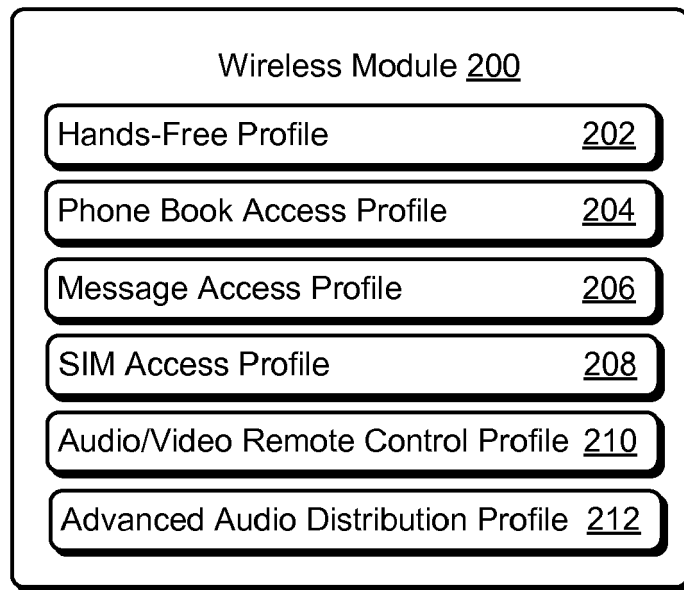 Wireless Module 200
Hands-Free Profile 202
Phone Book Access Profile 204
Message Access Profile 206
SIM Access Profile 208
Audio/Video Remote Control Profile 210
Advanced Audio Distribution Profile 212